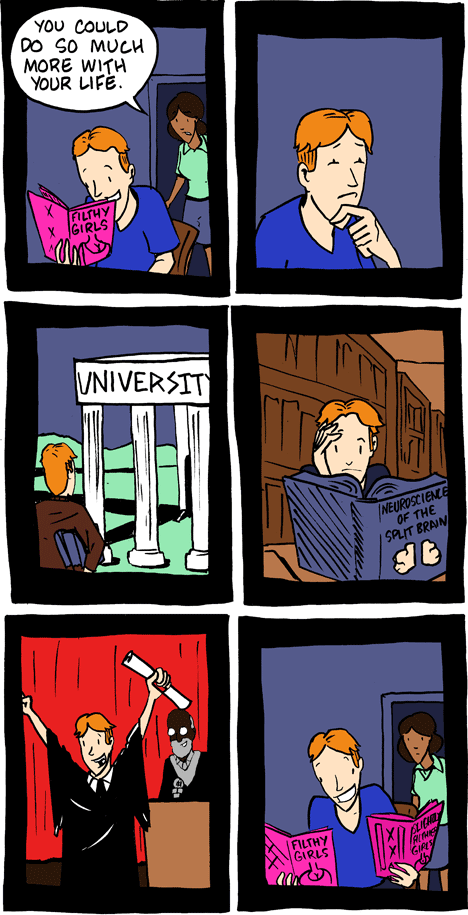 YOU COULD
DO SO MUCH
MORE WITH
YOUR LIFE.
X
X
FILTHY
GIRLS
UNIVERSITY
NEUROSCIENCE
OF THE
SPLIT BRAIN
FILTHY
GIRLS
X
X
GIRLS